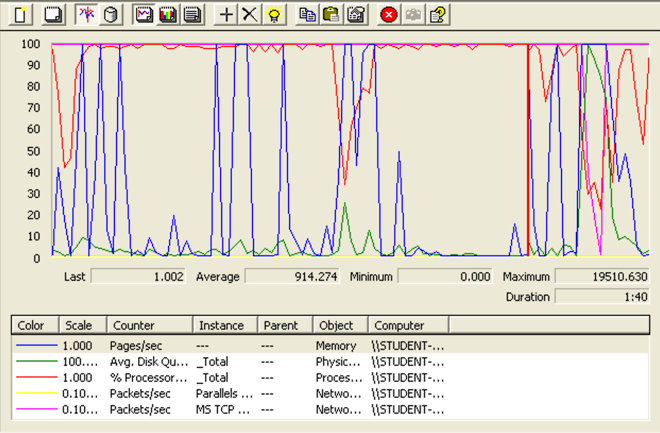 100
90
80
70
60
50
40
30
20
10
0
Last 1.002 Average 914.274 Minimum 0.000 Maximum 19510.630
Duration 1:40
Color Scale Counter Instance Parent Object Computer
1.000 Pages/sec --- --- Memory \\STUDENT-...
100.... Avg. Disk Qu... _Total --- Physic... \\STUDENT-...
1.000 % Processor... _Total --- Proces... \\STUDENT-...
0.10... Packets/sec Parallels ... --- Netwo... \\STUDENT-...
0.10... Packets/sec MS TCP ... --- Netwo... \\STUDENT-...